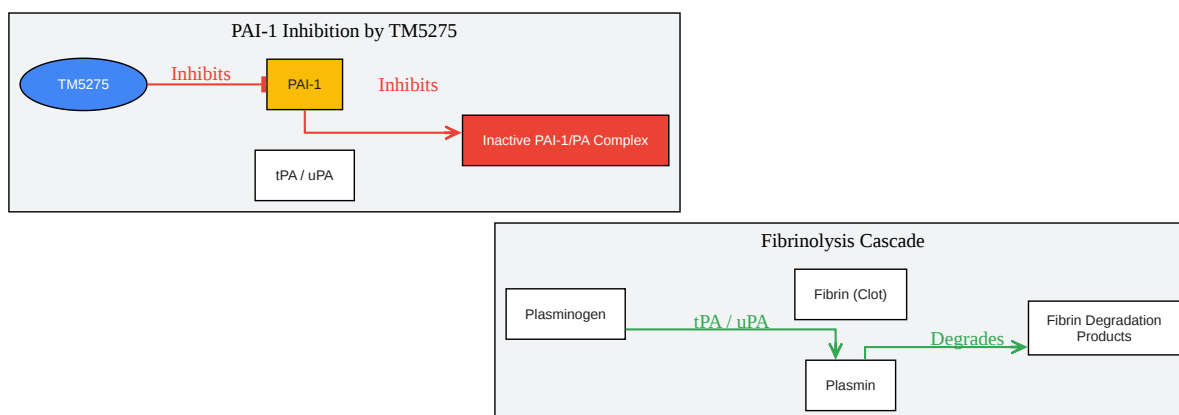 PAI-1 Inhibition by TM5275
TM5275
Inhibits
PAI-1
Inhibits
Inactive PAI-1/PA Complex
tPA / uPA
Fibrinolysis Cascade
Plasminogen
tPA / uPA
Fibrin (Clot)
Plasmin
Degrades
Fibrin Degradation
Products